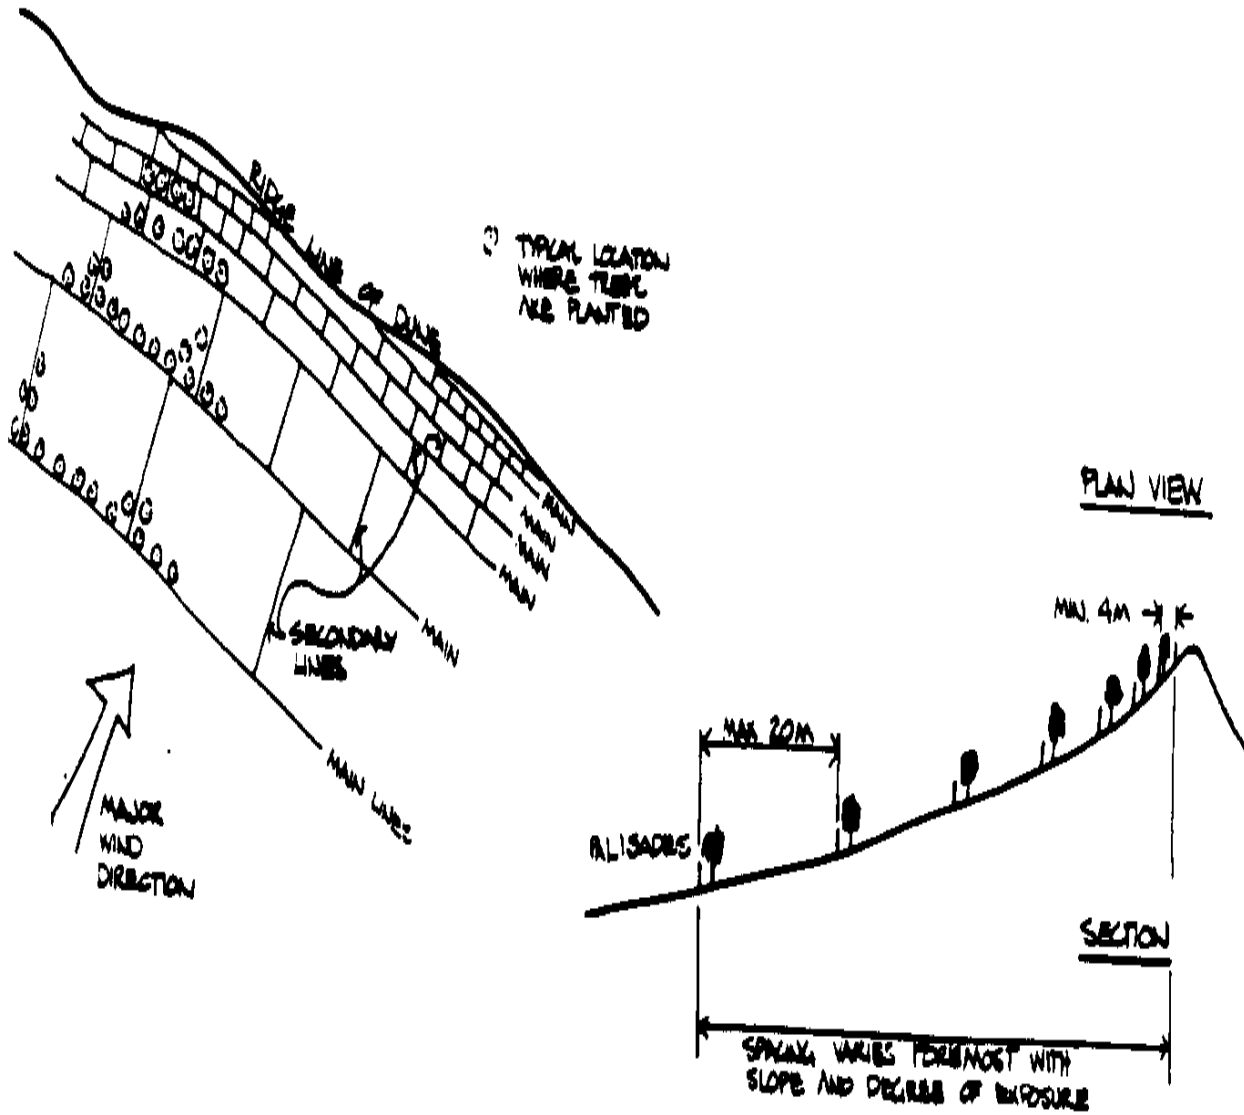 RIDGE LINE OF DUNE
TYPICAL LOCATION
WHERE TREES
ARE PLANTED
MAIN
MAIN
MAIN
MAIN
MAIN
MAIN LINES
SECONDARY
LINES
MAJOR
WIND
DIRECTION
PLAN VIEW
MIN. 4M
MAX 20M
PALISADES
SECTION
SPACING VARIES FOREMOST WITH
SLOPE AND DEGREE OF EXPOSURE